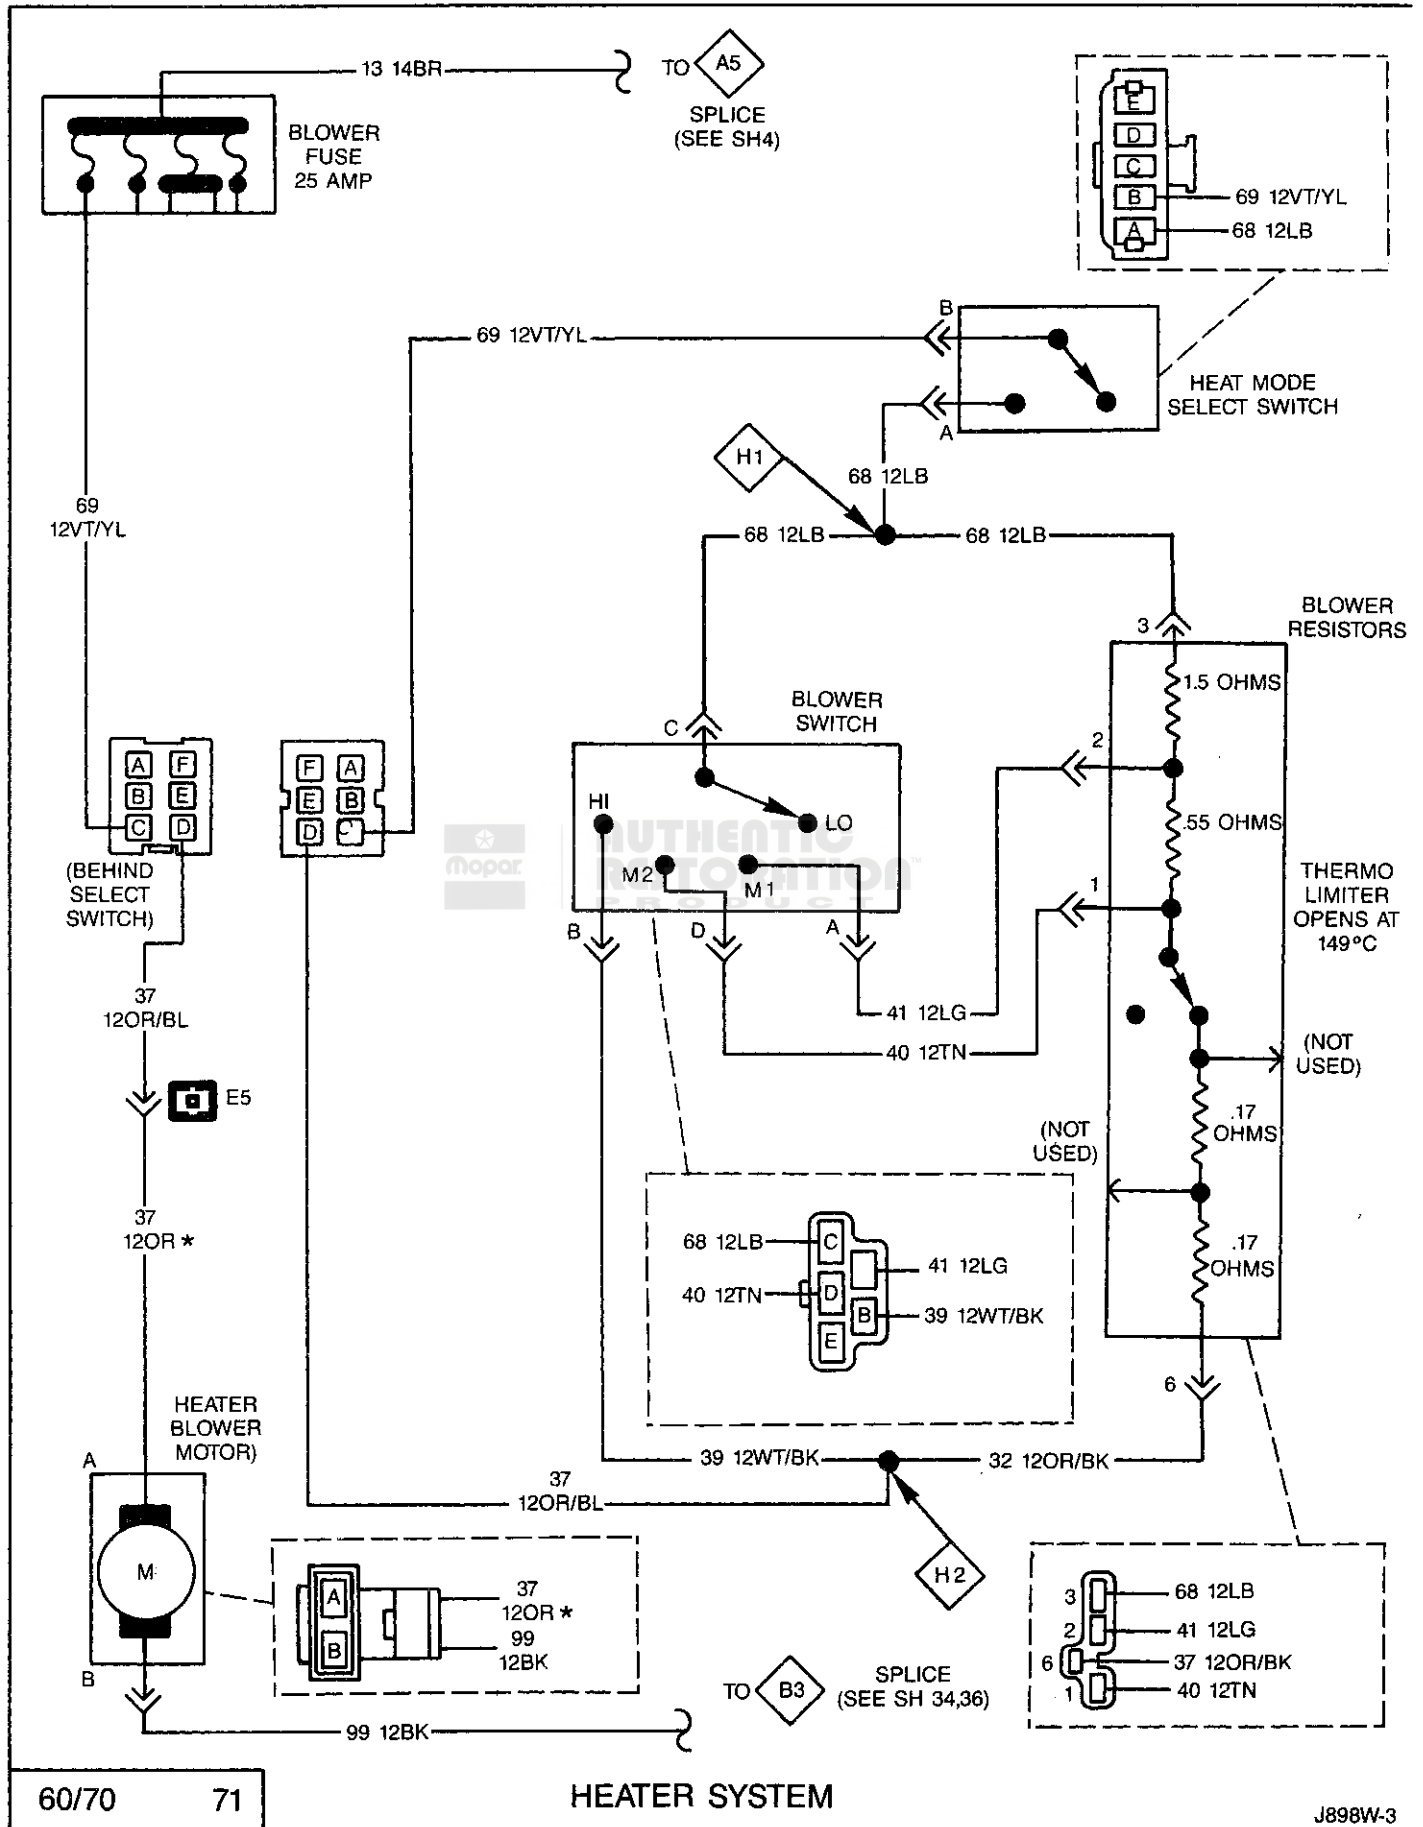 13 14BR
TO A5
SPLICE
(SEE SH4)
BLOWER
FUSE
25 AMP
E
D
C
B
A
69 12VT/YL
68 12LB
B
69 12VT/YL
HEAT MODE
SELECT SWITCH
A
H1
68 12LB
69
12VT/YL
68 12LB
68 12LB
BLOWER
RESISTORS
3
1.5 OHMS
BLOWER
SWITCH
C
2
A F
B E
C D
F A
E B
D C
HI
LO
.55 OHMS
Mopar
AUTHENTIC
RESTORATION™
PRODUCT
M2
M1
(BEHIND
SELECT
SWITCH)
1
THERMO
LIMITER
OPENS AT
149°C
B
D
A
37
12OR/BL
41 12LG
40 12TN
(NOT
USED)
E5
.17
OHMS
(NOT
USED)
37
12OR *
68 12LB
C
41 12LG
40 12TN
D
B
39 12WT/BK
E
.17
OHMS
6
HEATER
BLOWER
MOTOR)
A
39 12WT/BK
32 12OR/BK
37
12OR/BL
M
H2
A
37
12OR *
B
99
12BK
3
68 12LB
2
41 12LG
6
37 12OR/BK
1
40 12TN
B
TO B3
SPLICE
(SEE SH 34,36)
99 12BK
60/70 71
HEATER SYSTEM
J898W-3